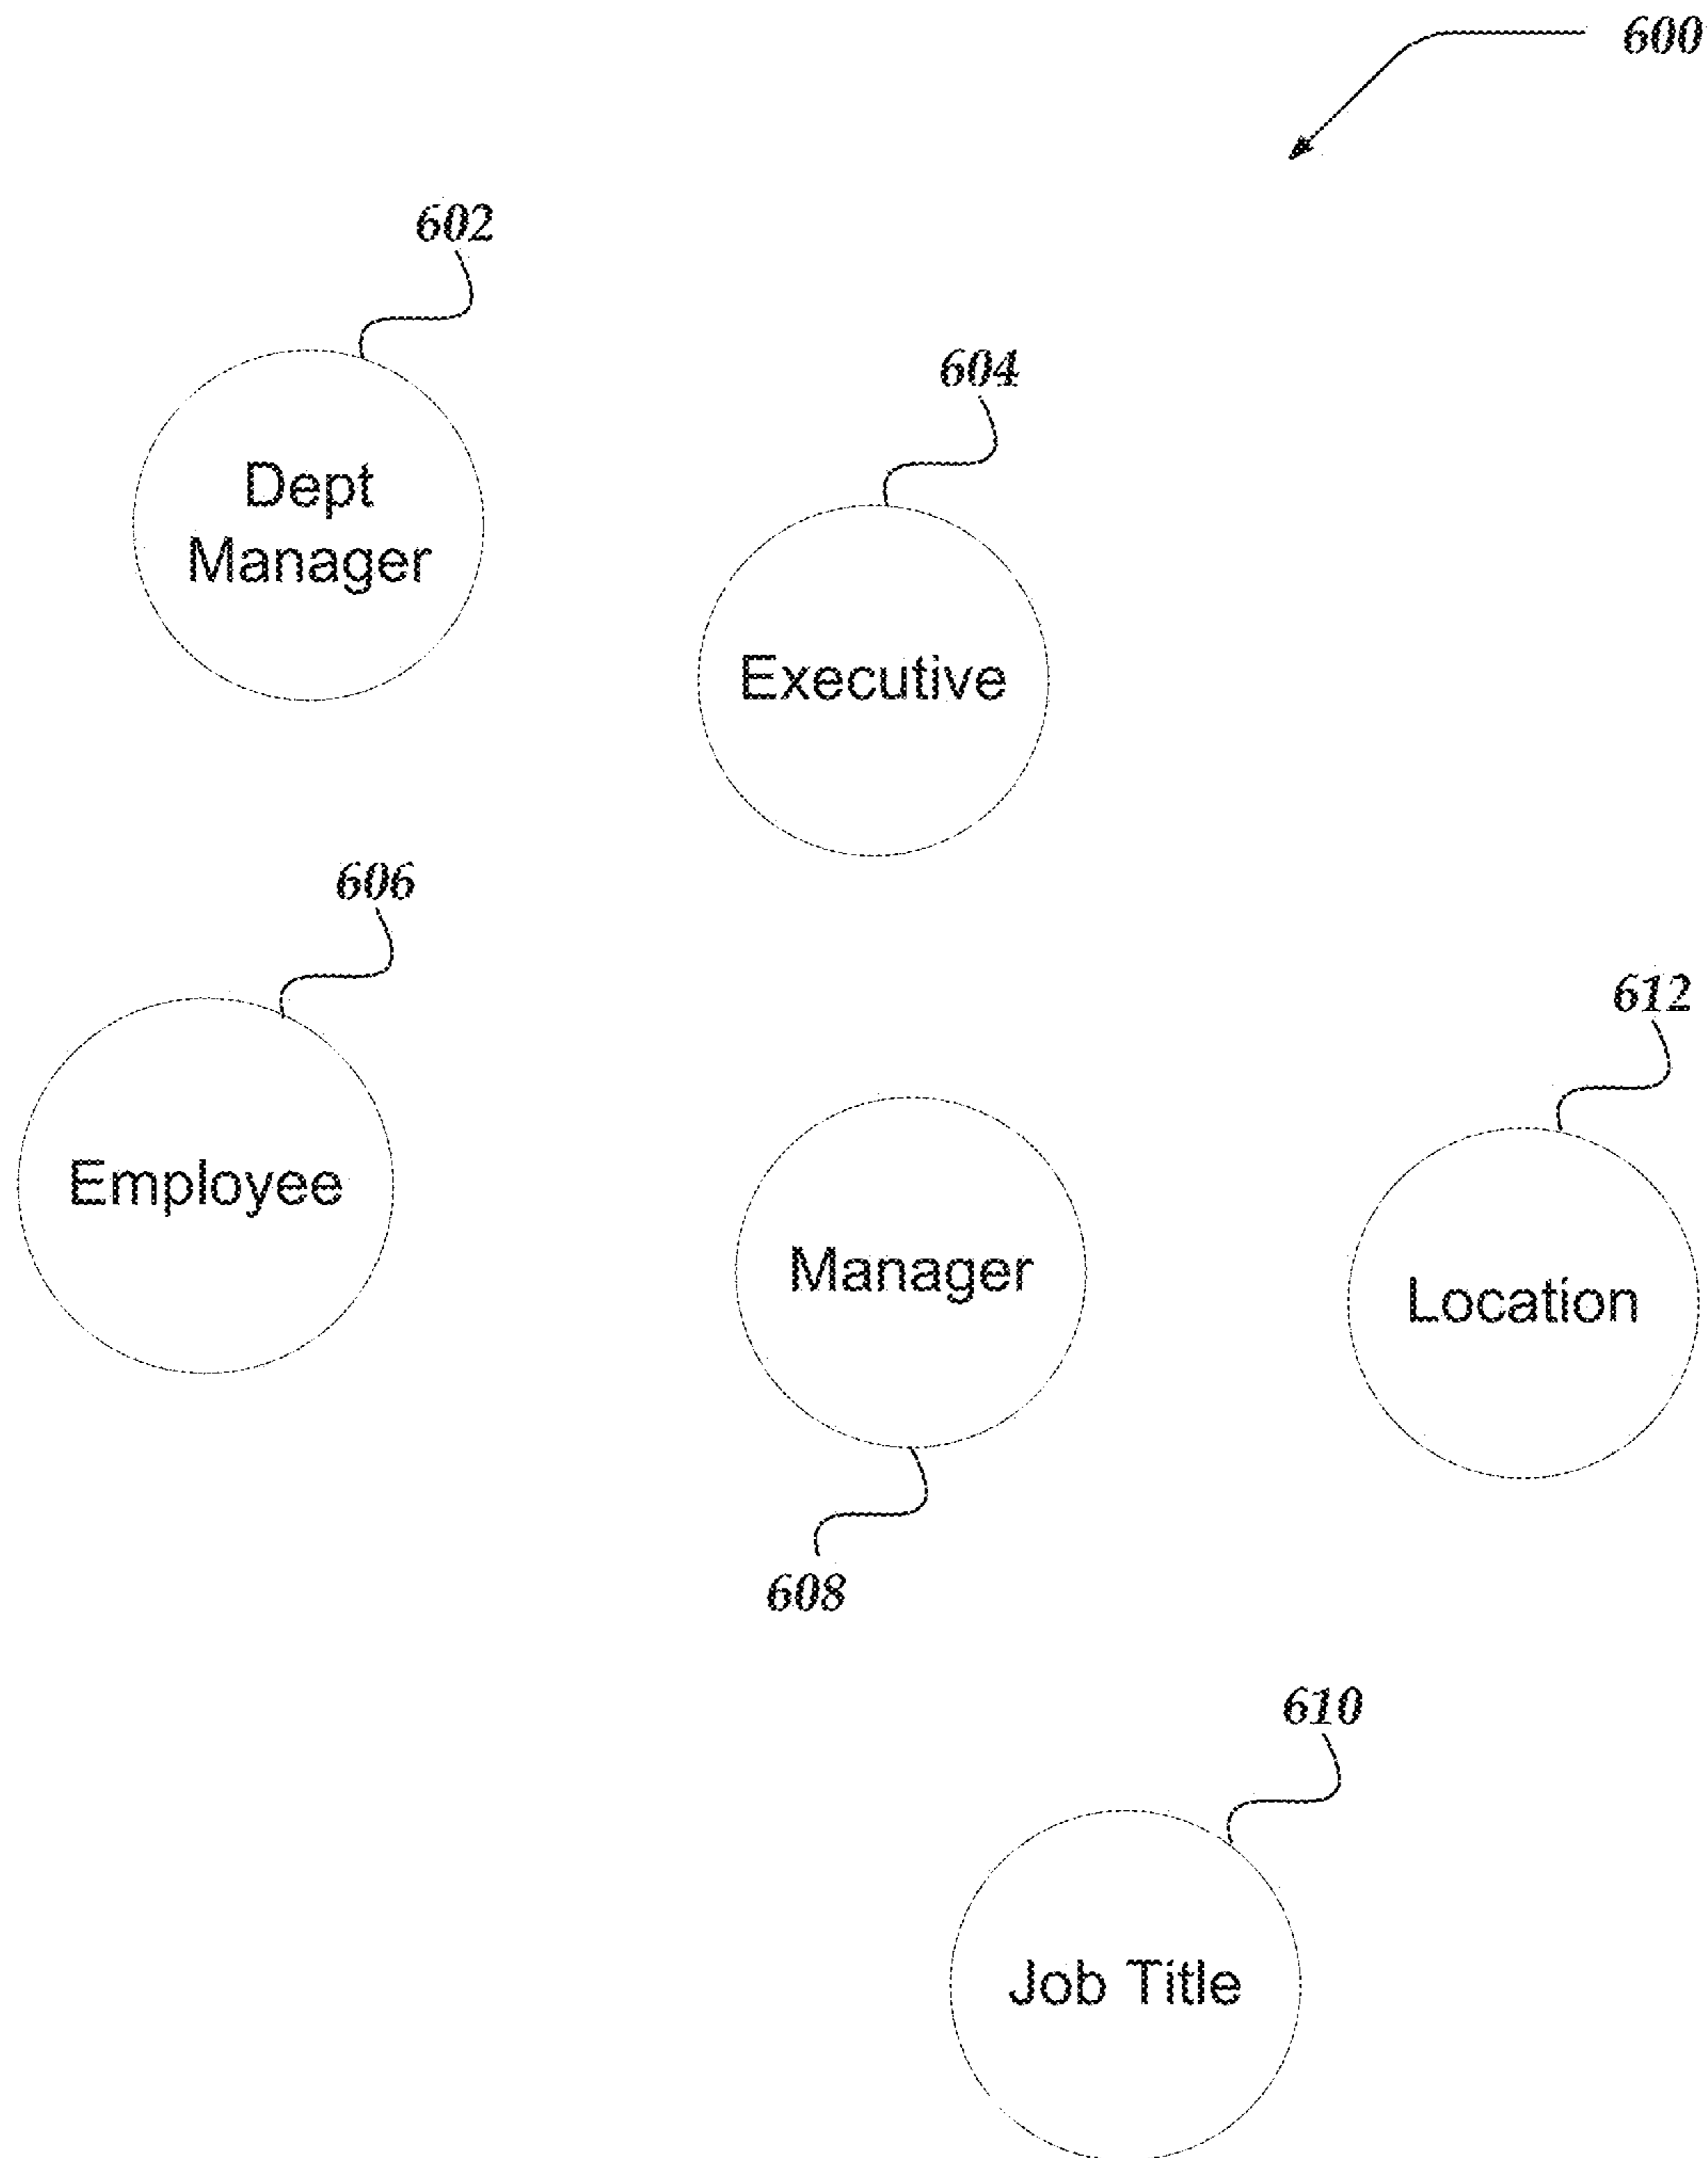 600
602
Dept
Manager
604
Executive
606
Employee
612
Manager
Location
608
610
Job Title